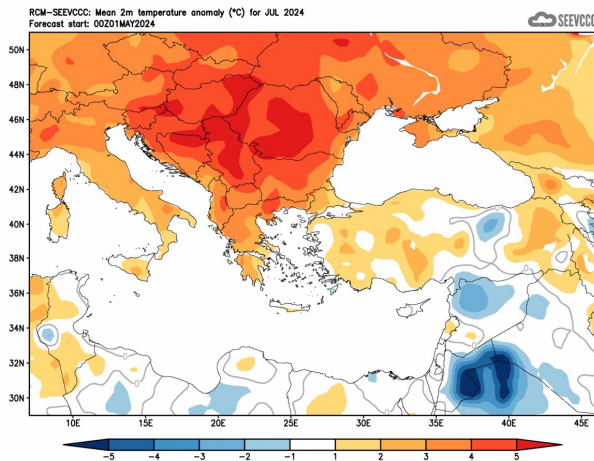 RCM-SEEVCCC: Mean 2m temperature anomaly (°C) for JUL 2024
Forecast start: 00Z01MAY2024
SEEVCCC
50N
48N
46N
44N
42N
40N
38N
36N
34N
32N
30N
10E 15E 20E 25E 30E 35E 40E 45E
-5 -4 -3 -2 -1 1 2 3 4 5